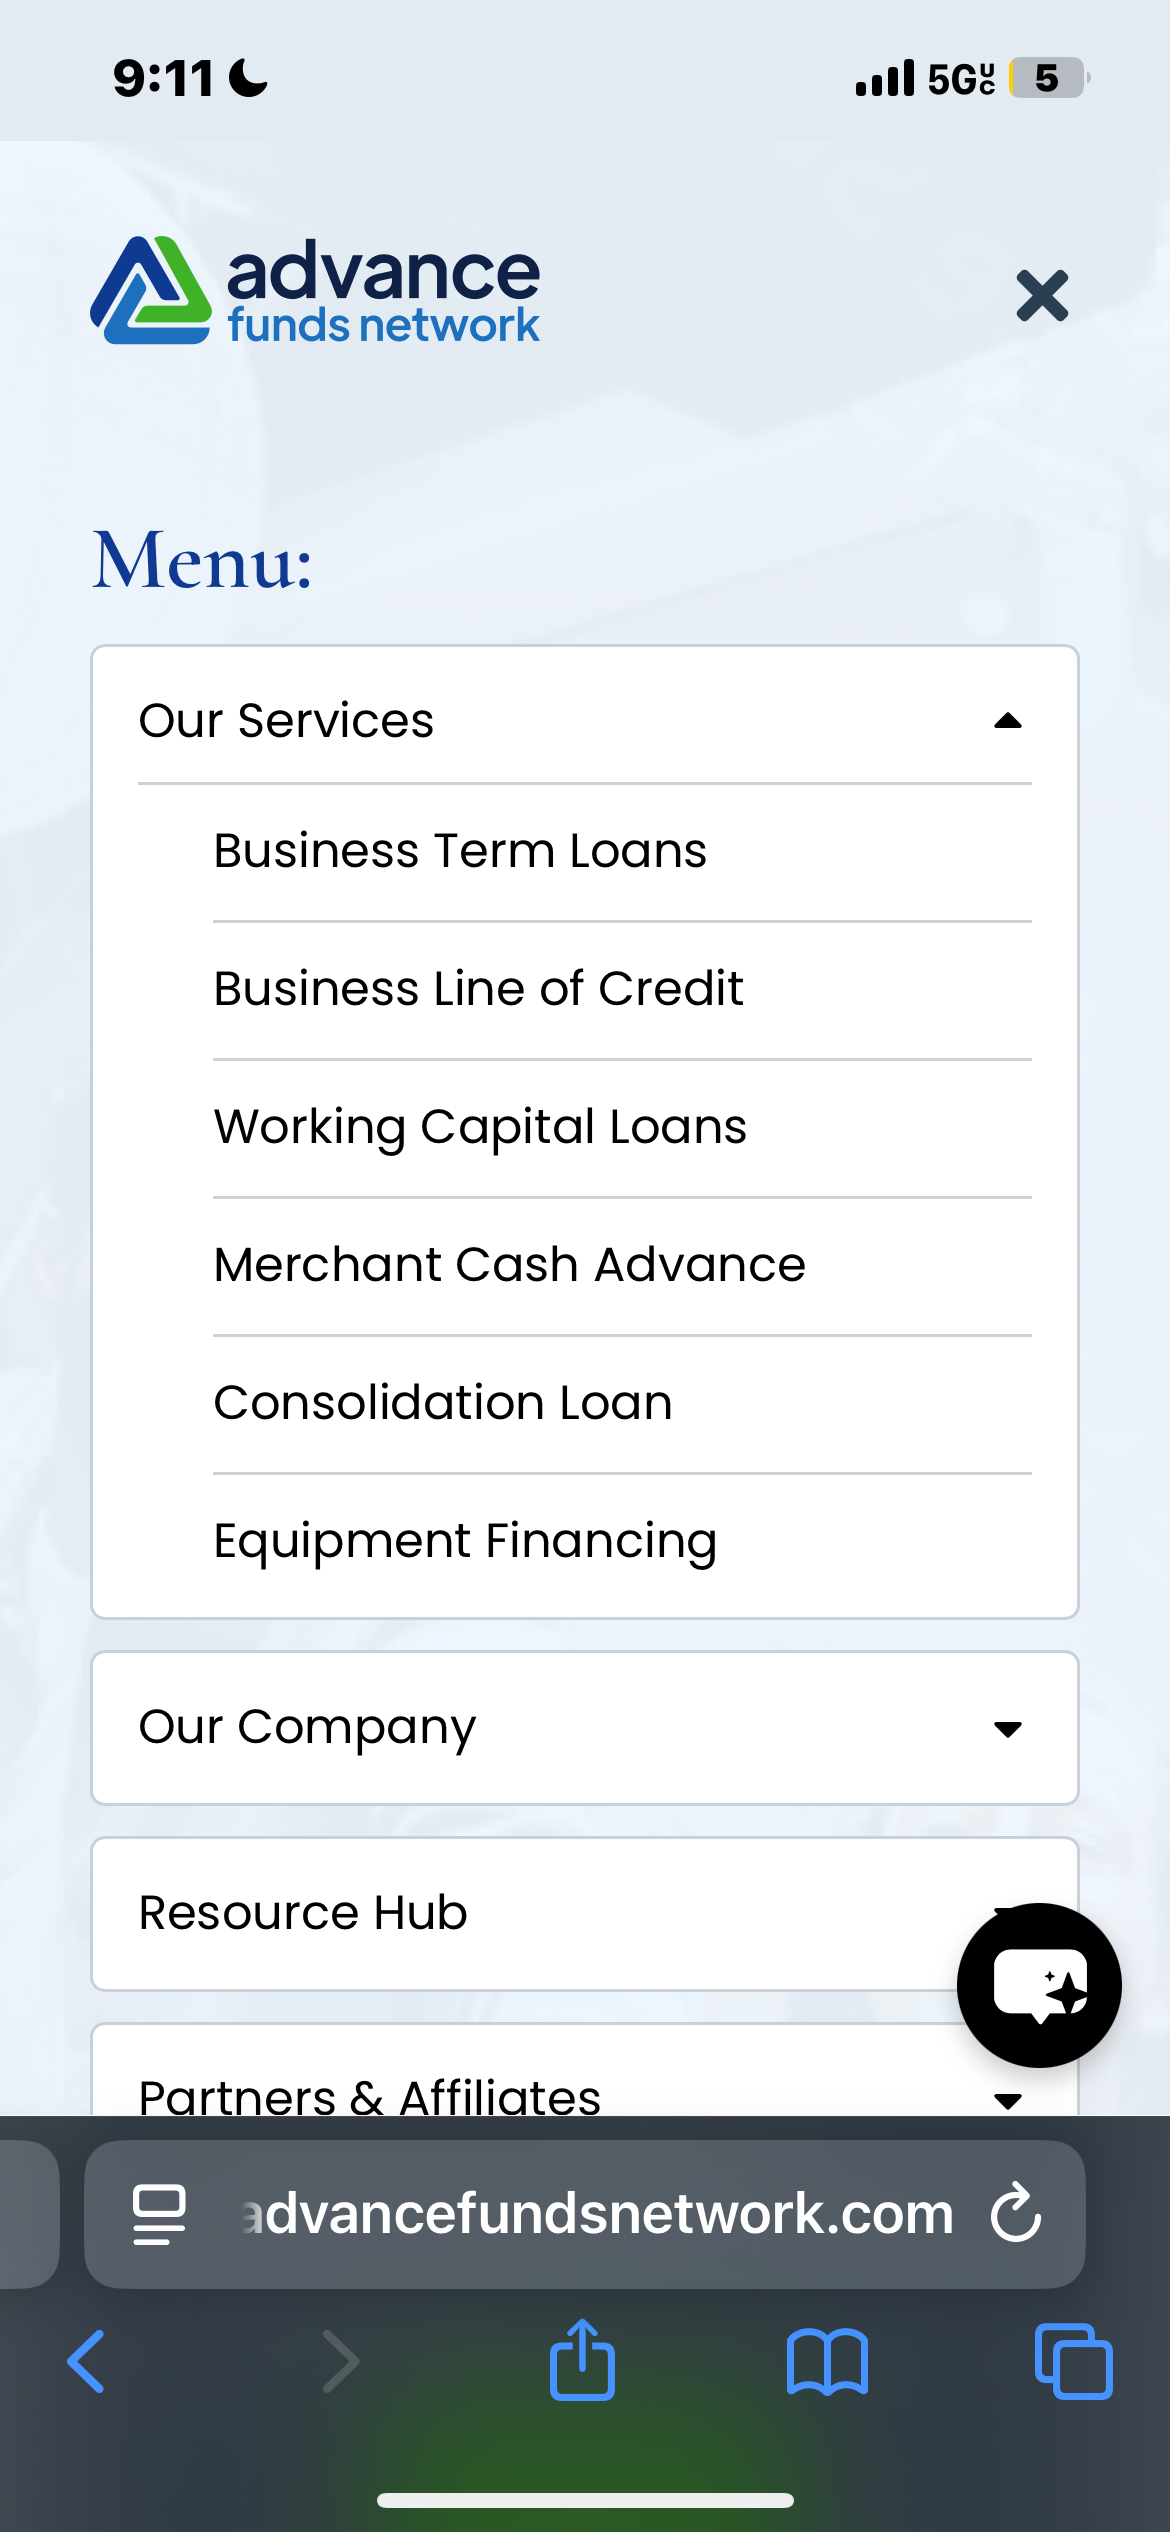 9:11
5G UC
5
advance
funds network
Menu:
Our Services
Business Term Loans
Business Line of Credit
Working Capital Loans
Merchant Cash Advance
Consolidation Loan
Equipment Financing
Our Company
Resource Hub
Partners & Affiliates
advancefundsnetwork.com